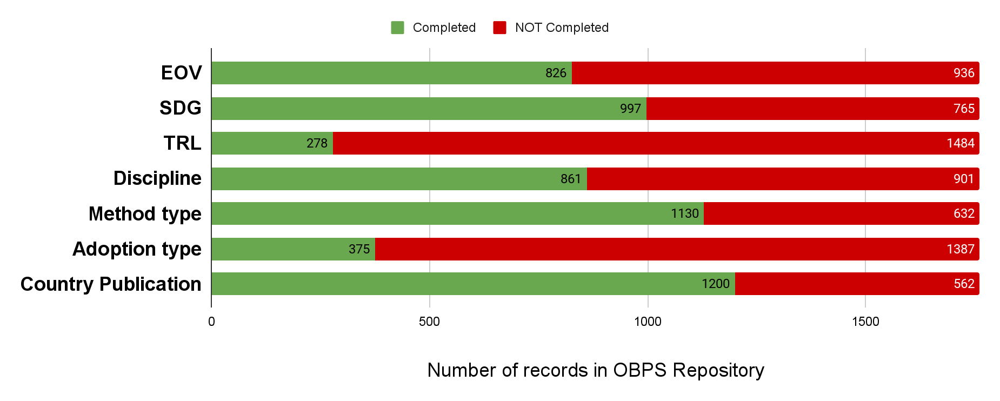 Completed NOT Completed
EOV 826 936
SDG 997 765
TRL 278 1484
Discipline 861 901
Method type 1130 632
Adoption type 375 1387
Country Publication 1200 562
0 500 1000 1500
Number of records in OBPS Repository